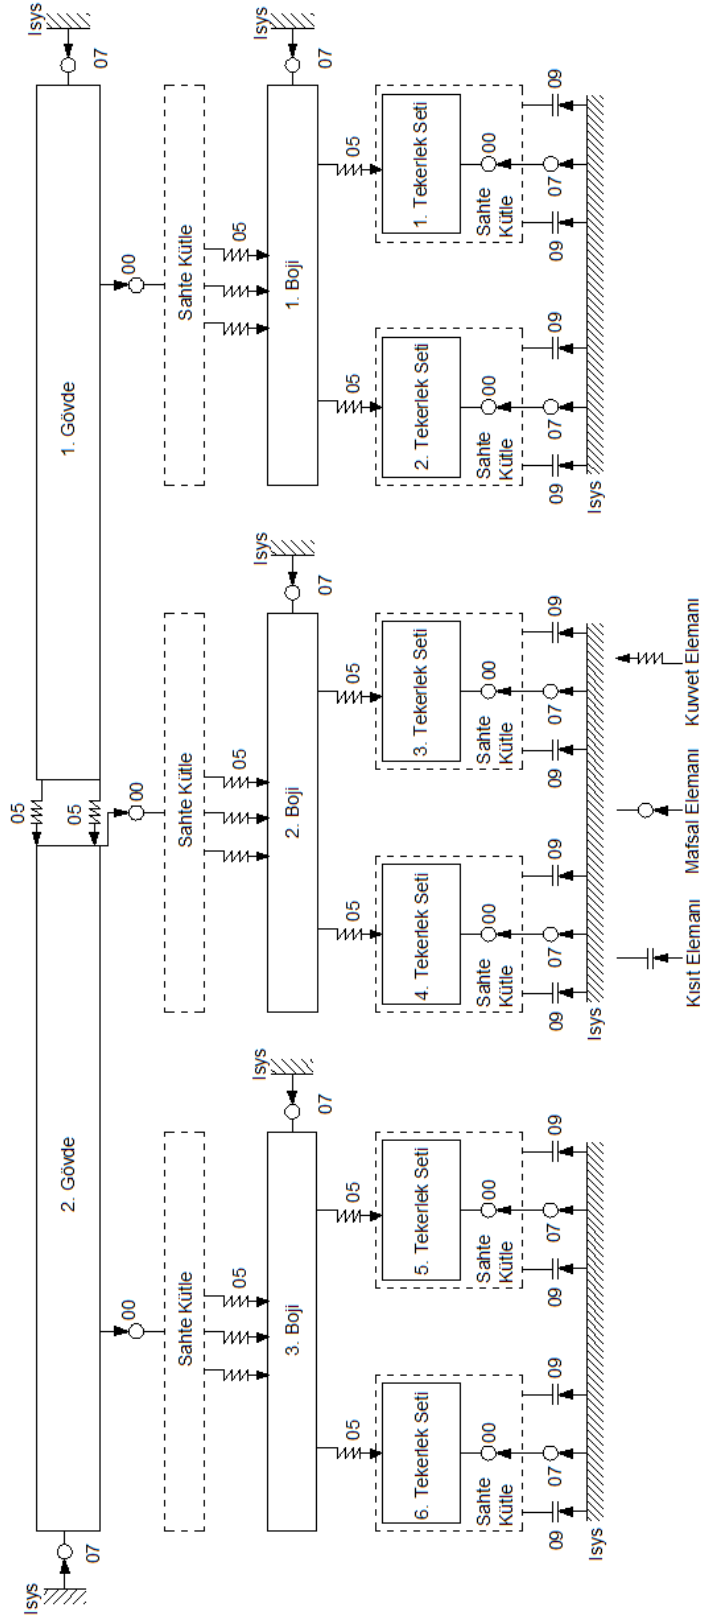 Isys
05
Isys
2. Gövde
05
1. Gövde
07
07
00
00
00
Sahte Kütle
Sahte Kütle
Sahte Kütle
05
Isys
05
Isys
05
Isys
3. Boji
2. Boji
1. Boji
07
07
07
05
05
05
05
05
05
6. Tekerlek Seti
5. Tekerlek Seti
4. Tekerlek Seti
3. Tekerlek Seti
2. Tekerlek Seti
1. Tekerlek Seti
Sahte
Kütle
00
Sahte
Kütle
00
Sahte
Kütle
00
Sahte
Kütle
00
Sahte
Kütle
00
Sahte
Kütle
00
09
07
09
09
07
09
09
07
09
09
07
09
09
07
09
09
07
09
Isys
Isys
Isys
Kısıt Elemanı
Mafsal Elemanı
Kuvvet Elemanı